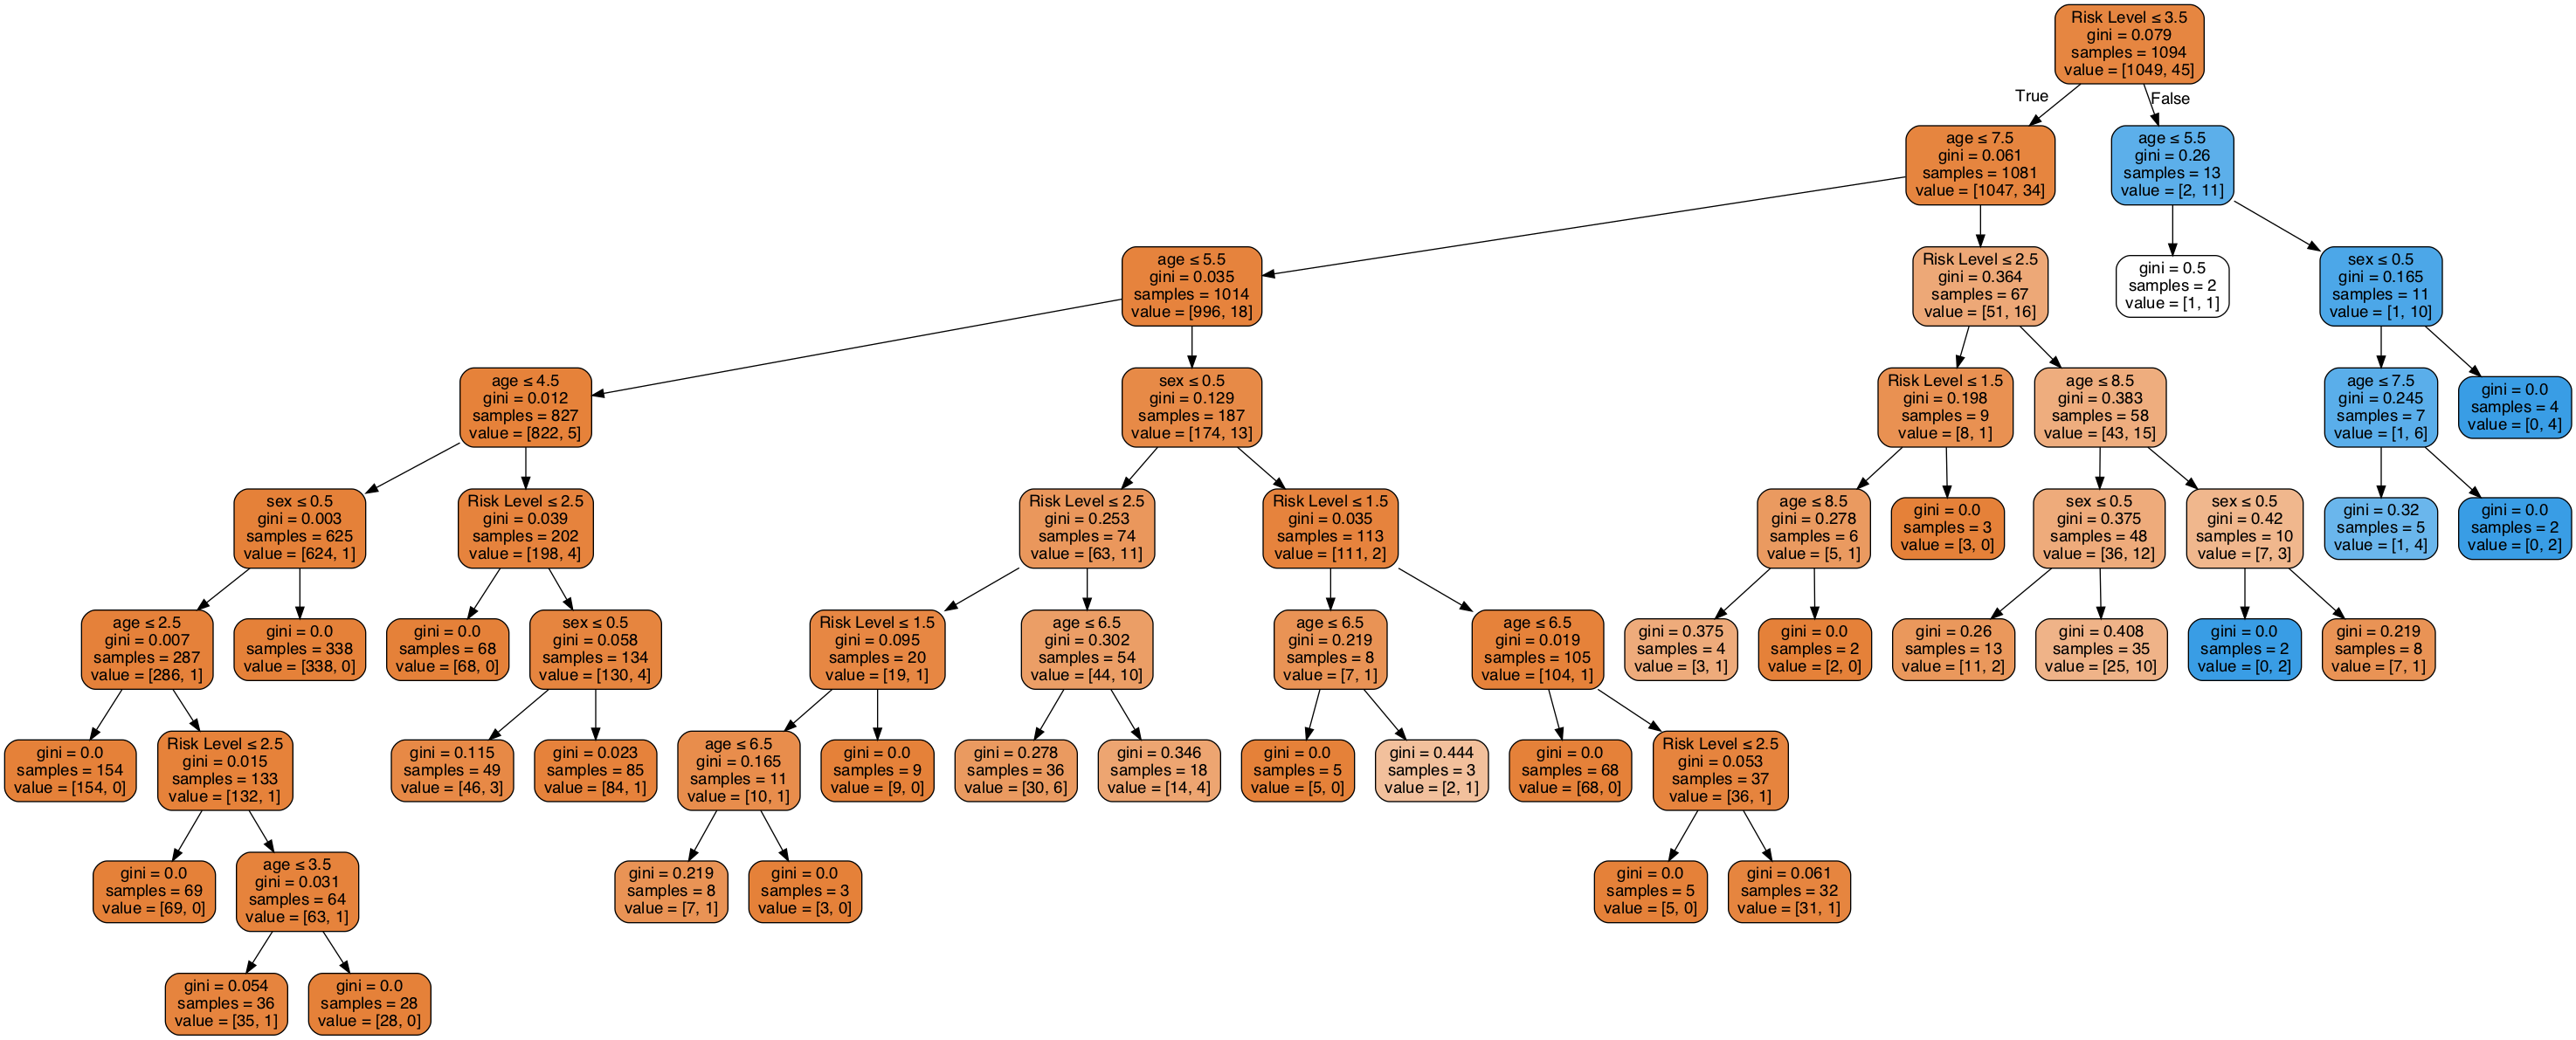 Risk Level ≤ 3.5
gini = 0.079
samples = 1094
value = [1049, 45]
True
False
age ≤ 7.5
gini = 0.061
samples = 1081
value = [1047, 34]
age ≤ 5.5
gini = 0.26
samples = 13
value = [2, 11]
age ≤ 5.5
gini = 0.035
samples = 1014
value = [996, 18]
Risk Level ≤ 2.5
gini = 0.364
samples = 67
value = [51, 16]
gini = 0.5
samples = 2
value = [1, 1]
sex ≤ 0.5
gini = 0.165
samples = 11
value = [1, 10]
age ≤ 4.5
gini = 0.012
samples = 827
value = [822, 5]
sex ≤ 0.5
gini = 0.129
samples = 187
value = [174, 13]
Risk Level ≤ 1.5
gini = 0.198
samples = 9
value = [8, 1]
age ≤ 8.5
gini = 0.383
samples = 58
value = [43, 15]
age ≤ 7.5
gini = 0.245
samples = 7
value = [1, 6]
gini = 0.0
samples = 4
value = [0, 4]
sex ≤ 0.5
gini = 0.003
samples = 625
value = [624, 1]
Risk Level ≤ 2.5
gini = 0.039
samples = 202
value = [198, 4]
Risk Level ≤ 2.5
gini = 0.253
samples = 74
value = [63, 11]
Risk Level ≤ 1.5
gini = 0.035
samples = 113
value = [111, 2]
age ≤ 8.5
gini = 0.278
samples = 6
value = [5, 1]
gini = 0.0
samples = 3
value = [3, 0]
sex ≤ 0.5
gini = 0.375
samples = 48
value = [36, 12]
sex ≤ 0.5
gini = 0.42
samples = 10
value = [7, 3]
gini = 0.32
samples = 5
value = [1, 4]
gini = 0.0
samples = 2
value = [0, 2]
age ≤ 2.5
gini = 0.007
samples = 287
value = [286, 1]
gini = 0.0
samples = 338
value = [338, 0]
gini = 0.0
samples = 68
value = [68, 0]
sex ≤ 0.5
gini = 0.058
samples = 134
value = [130, 4]
Risk Level ≤ 1.5
gini = 0.095
samples = 20
value = [19, 1]
age ≤ 6.5
gini = 0.302
samples = 54
value = [44, 10]
age ≤ 6.5
gini = 0.219
samples = 8
value = [7, 1]
age ≤ 6.5
gini = 0.019
samples = 105
value = [104, 1]
gini = 0.375
samples = 4
value = [3, 1]
gini = 0.0
samples = 2
value = [2, 0]
gini = 0.26
samples = 13
value = [11, 2]
gini = 0.408
samples = 35
value = [25, 10]
gini = 0.0
samples = 2
value = [0, 2]
gini = 0.219
samples = 8
value = [7, 1]
gini = 0.0
samples = 154
value = [154, 0]
Risk Level ≤ 2.5
gini = 0.015
samples = 133
value = [132, 1]
gini = 0.115
samples = 49
value = [46, 3]
gini = 0.023
samples = 85
value = [84, 1]
age ≤ 6.5
gini = 0.165
samples = 11
value = [10, 1]
gini = 0.0
samples = 9
value = [9, 0]
gini = 0.278
samples = 36
value = [30, 6]
gini = 0.346
samples = 18
value = [14, 4]
gini = 0.0
samples = 5
value = [5, 0]
gini = 0.444
samples = 3
value = [2, 1]
gini = 0.0
samples = 68
value = [68, 0]
Risk Level ≤ 2.5
gini = 0.053
samples = 37
value = [36, 1]
gini = 0.0
samples = 69
value = [69, 0]
age ≤ 3.5
gini = 0.031
samples = 64
value = [63, 1]
gini = 0.219
samples = 8
value = [7, 1]
gini = 0.0
samples = 3
value = [3, 0]
gini = 0.0
samples = 5
value = [5, 0]
gini = 0.061
samples = 32
value = [31, 1]
gini = 0.054
samples = 36
value = [35, 1]
gini = 0.0
samples = 28
value = [28, 0]